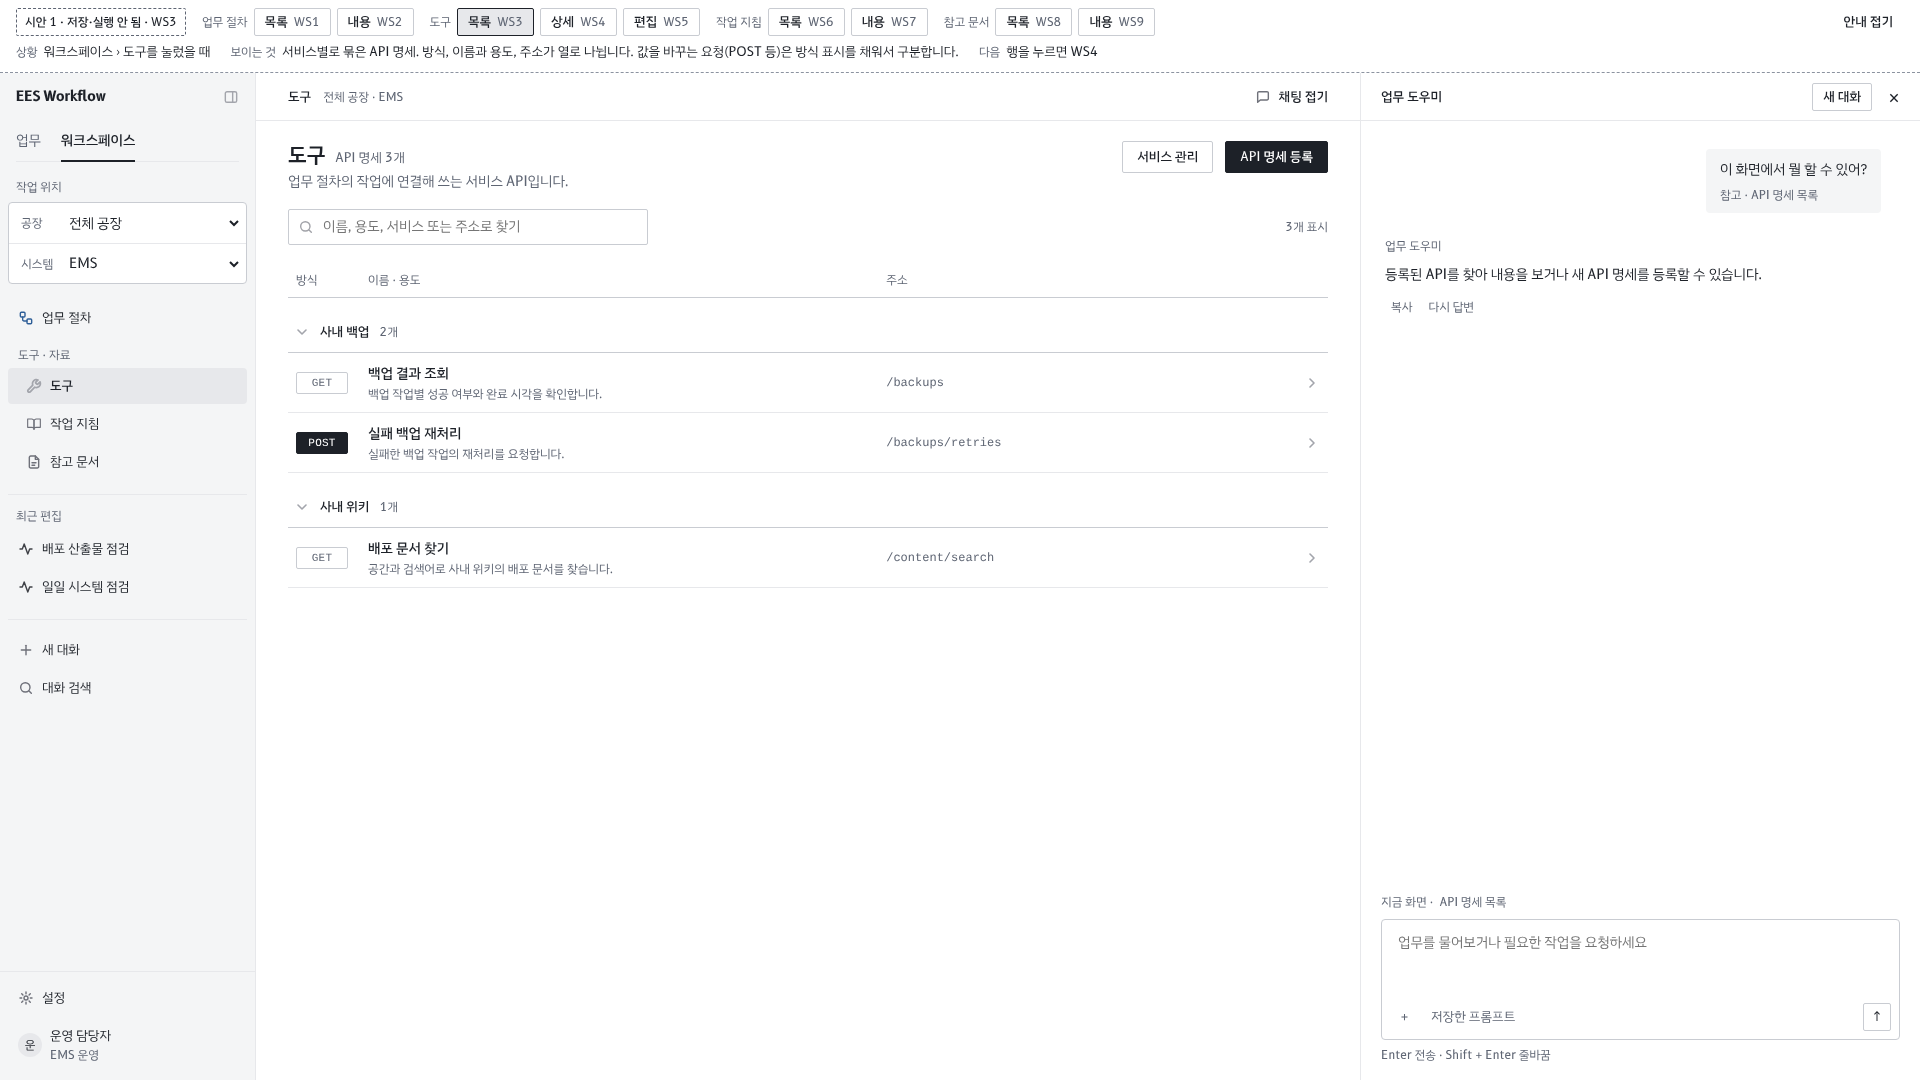 시안 1 · 저장·실행 안 됨 · WS3 업무 절차 목록 WS1 내용 WS2 도구 목록 WS3 상세 WS4 편집 WS5 작업 지침 목록 WS6 내용 WS7 참고 문서 목록 WS8 내용 WS9 안내 접기
상황 워크스페이스 › 도구를 눌렀을 때 보이는 것 서비스별로 묶은 API 명세. 방식, 이름과 용도, 주소가 열로 나뉩니다. 값을 바꾸는 요청(POST 등)은 방식 표시를 채워서 구분합니다. 다음 행을 누르면 WS4
EES Workflow
업무 워크스페이스
작업 위치
공장 전체 공장
시스템 EMS
업무 절차
도구 · 자료
도구
작업 지침
참고 문서
최근 편집
배포 산출물 점검
일일 시스템 점검
새 대화
대화 검색
설정
운 운영 담당자
EMS 운영
도구 전체 공장 · EMS 채팅 접기
도구 API 명세 3개 서비스 관리 API 명세 등록
업무 절차의 작업에 연결해 쓰는 서비스 API입니다.
이름, 용도, 서비스 또는 주소로 찾기 3개 표시
방식 이름 · 용도 주소
사내 백업 2개
GET 백업 결과 조회 /backups
백업 작업별 성공 여부와 완료 시각을 확인합니다.
POST 실패 백업 재처리 /backups/retries
실패한 백업 작업의 재처리를 요청합니다.
사내 위키 1개
GET 배포 문서 찾기 /content/search
공간과 검색어로 사내 위키의 배포 문서를 찾습니다.
업무 도우미 새 대화 ×
이 화면에서 뭘 할 수 있어?
참고 · API 명세 목록
업무 도우미
등록된 API를 찾아 내용을 보거나 새 API 명세를 등록할 수 있습니다.
복사 다시 답변
지금 화면 · API 명세 목록
업무를 물어보거나 필요한 작업을 요청하세요
+ 저장한 프롬프트 ↑
Enter 전송 · Shift + Enter 줄바꿈